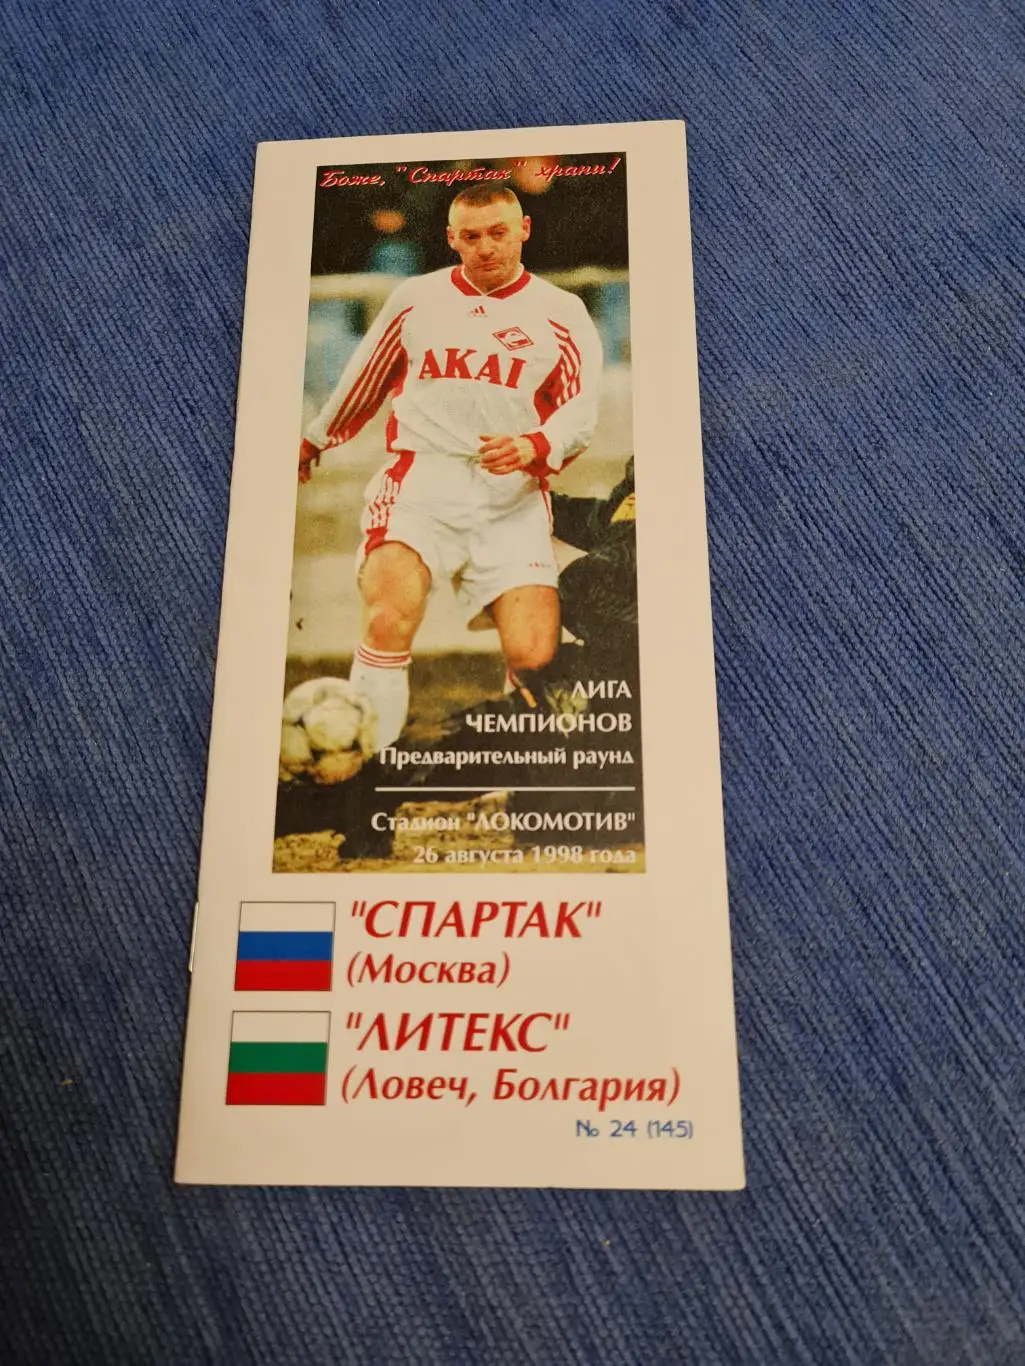 Боже, "Спартак" храни!
adidas
AKAI
ЛИГА
ЧЕМПИОНОВ
Предварительный раунд
Стадион "ЛОКОМОТИВ"
26 августа 1998 года
"СПАРТАК"
(Москва)
"ЛИТЕКС"
(Ловеч, Болгария)
№ 24 (145)